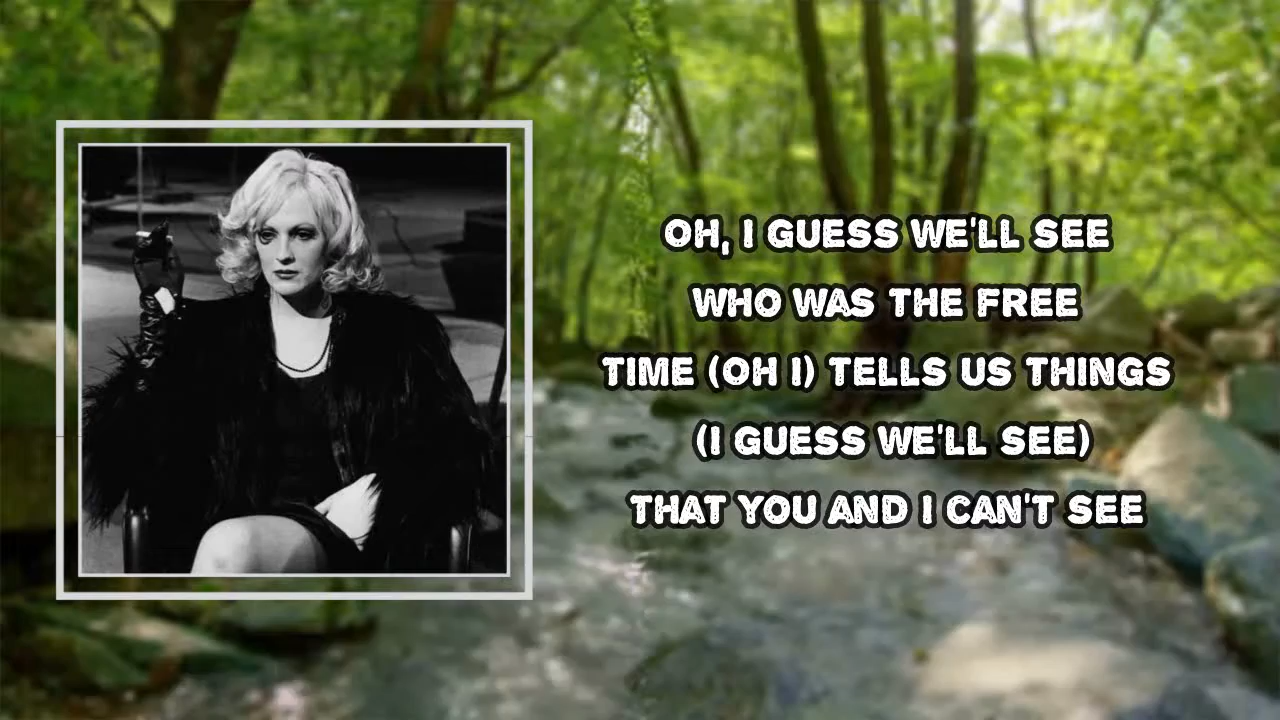 OH, I GUESS WE'LL SEE
WHO WAS THE FREE
TIME (OH I) TELLS US THINGS
(I GUESS WE'LL SEE)
THAT YOU AND I CAN'T SEE